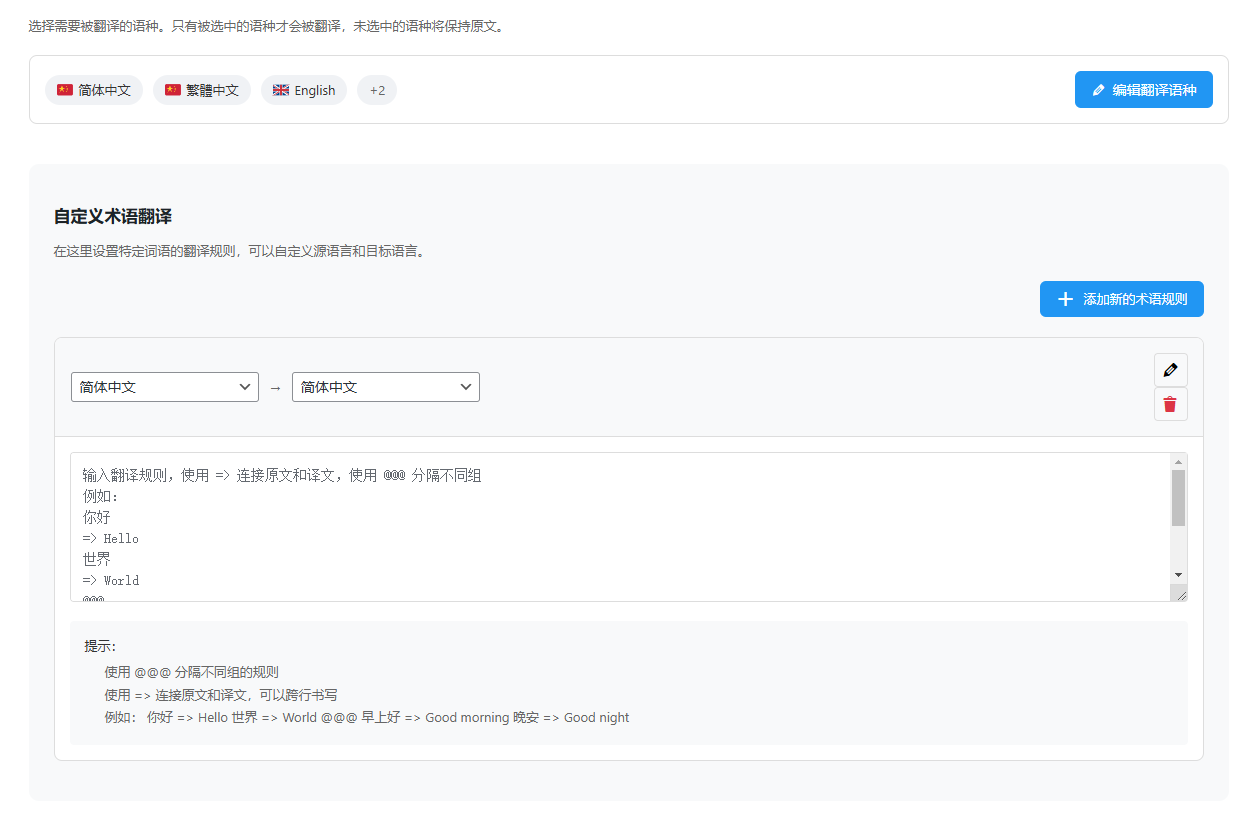 选择需要被翻译的语种。只有被选中的语种才会被翻译，未选中的语种将保持原文。
简体中文 繁體中文 English +2 编辑翻译语种
自定义术语翻译
在这里设置特定词语的翻译规则，可以自定义源语言和目标语言。
添加新的术语规则
简体中文 → 简体中文
输入翻译规则，使用 => 连接原文和译文，使用 @@@ 分隔不同组
例如：
你好
=> Hello
世界
=> World
@@@
提示：
使用 @@@ 分隔不同组的规则
使用 => 连接原文和译文，可以跨行书写
例如： 你好 => Hello 世界 => World @@@ 早上好 => Good morning 晚安 => Good night